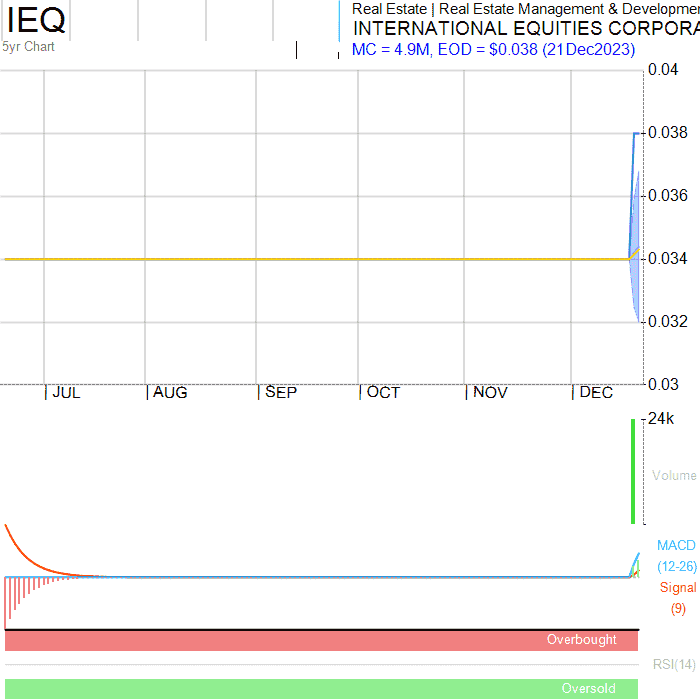 IEQ
5yr Chart
Real Estate | Real Estate Management & Developmen
INTERNATIONAL EQUITIES CORPORA
MC = 4.9M, EOD = $0.038 (21Dec2023)
0.04
0.038
0.036
0.034
0.032
0.03
JUL AUG SEP OCT NOV DEC
24k
Volume
MACD
(12-26)
Signal
(9)
Overbought
RSI(14)
Oversold